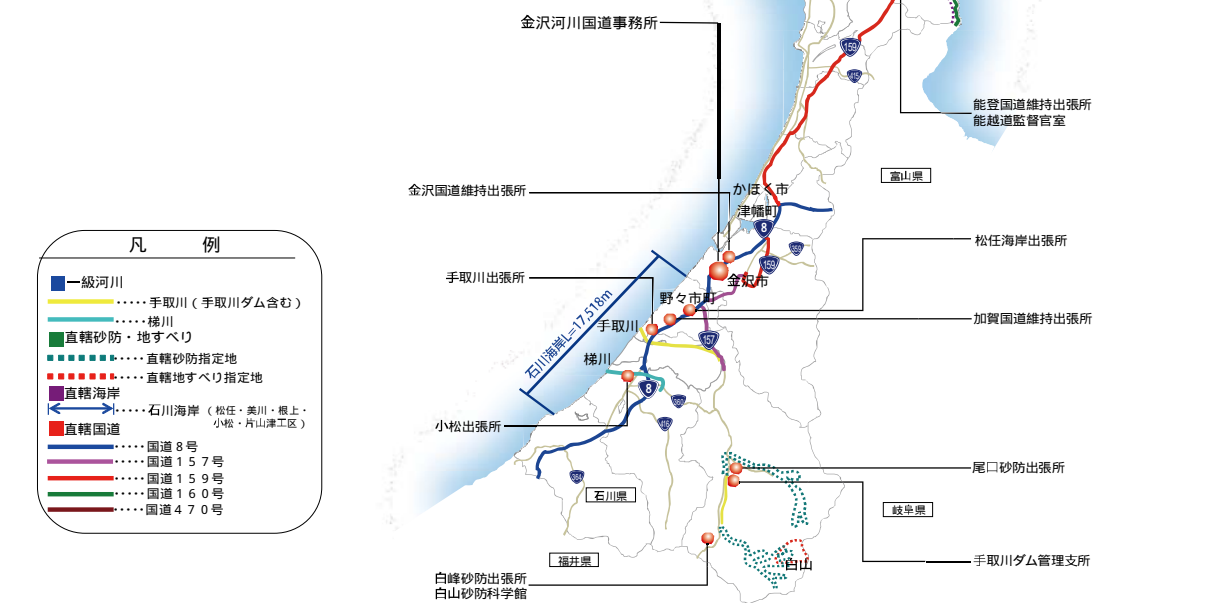 金沢河川国道事務所
159
415
能登国道維持出張所
能越道監督官室
富山県
かほく市
金沢国道維持出張所
津幡町
8
359
松任海岸出張所
159
金沢市
手取川出張所
野々市町
石川海岸L=17,518m
手取川
加賀国道維持出張所
157
梯川
8
360
416
小松出張所
364
石川県
尾口砂防出張所
岐阜県
福井県
白山
手取川ダム管理支所
白峰砂防出張所
白山砂防科学館
凡 例
一級河川
・・・・・手取川（手取川ダム含む）
・・・・・梯川
直轄砂防・地すべり
・・・・・直轄砂防指定地
・・・・・直轄地すべり指定地
直轄海岸
・・・・・石川海岸（松任・美川・根上・
小松・片山津工区）
直轄国道
・・・・・国道８号
・・・・・国道１５７号
・・・・・国道１５９号
・・・・・国道１６０号
・・・・・国道４７０号